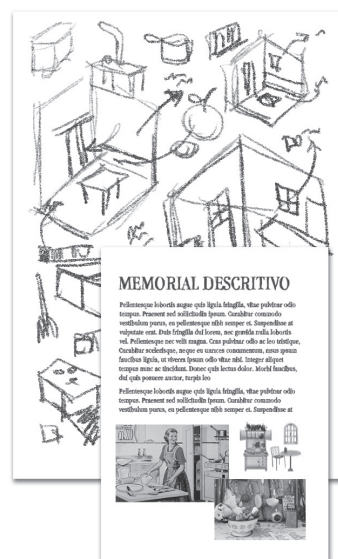 MEMORIAL DESCRITIVO
Pellentesque lobortis augue quis ligula fringilla, vitae pulvinar odio
tempus. Praesent sed sollicitudin ipsum. Curabitur commodo
vestibulum purus, eu pellentesque nibh semper et. Suspendisse at
vulputate erat. Duis fringilla dui lorem, nec gravida nulla lobortis
vel. Pellentesque nec velit magna. Cras pulvinar odio ac leo tristique,
Curabitur scelerisque, neque eu condimentum, risus ipsum
faucibus ligula, ut viverra ipsum odio vitae nisl. Integer aliquet
tempus nunc ac tincidunt. Donec quis lectus dolor. Morbi faucibus,
dui quis posuere auctor, turpis leo
Pellentesque lobortis augue quis ligula fringilla, vitae pulvinar odio
tempus. Praesent sed sollicitudin ipsum. Curabitur commodo
vestibulum purus, eu pellentesque nibh semper et. Suspendisse at